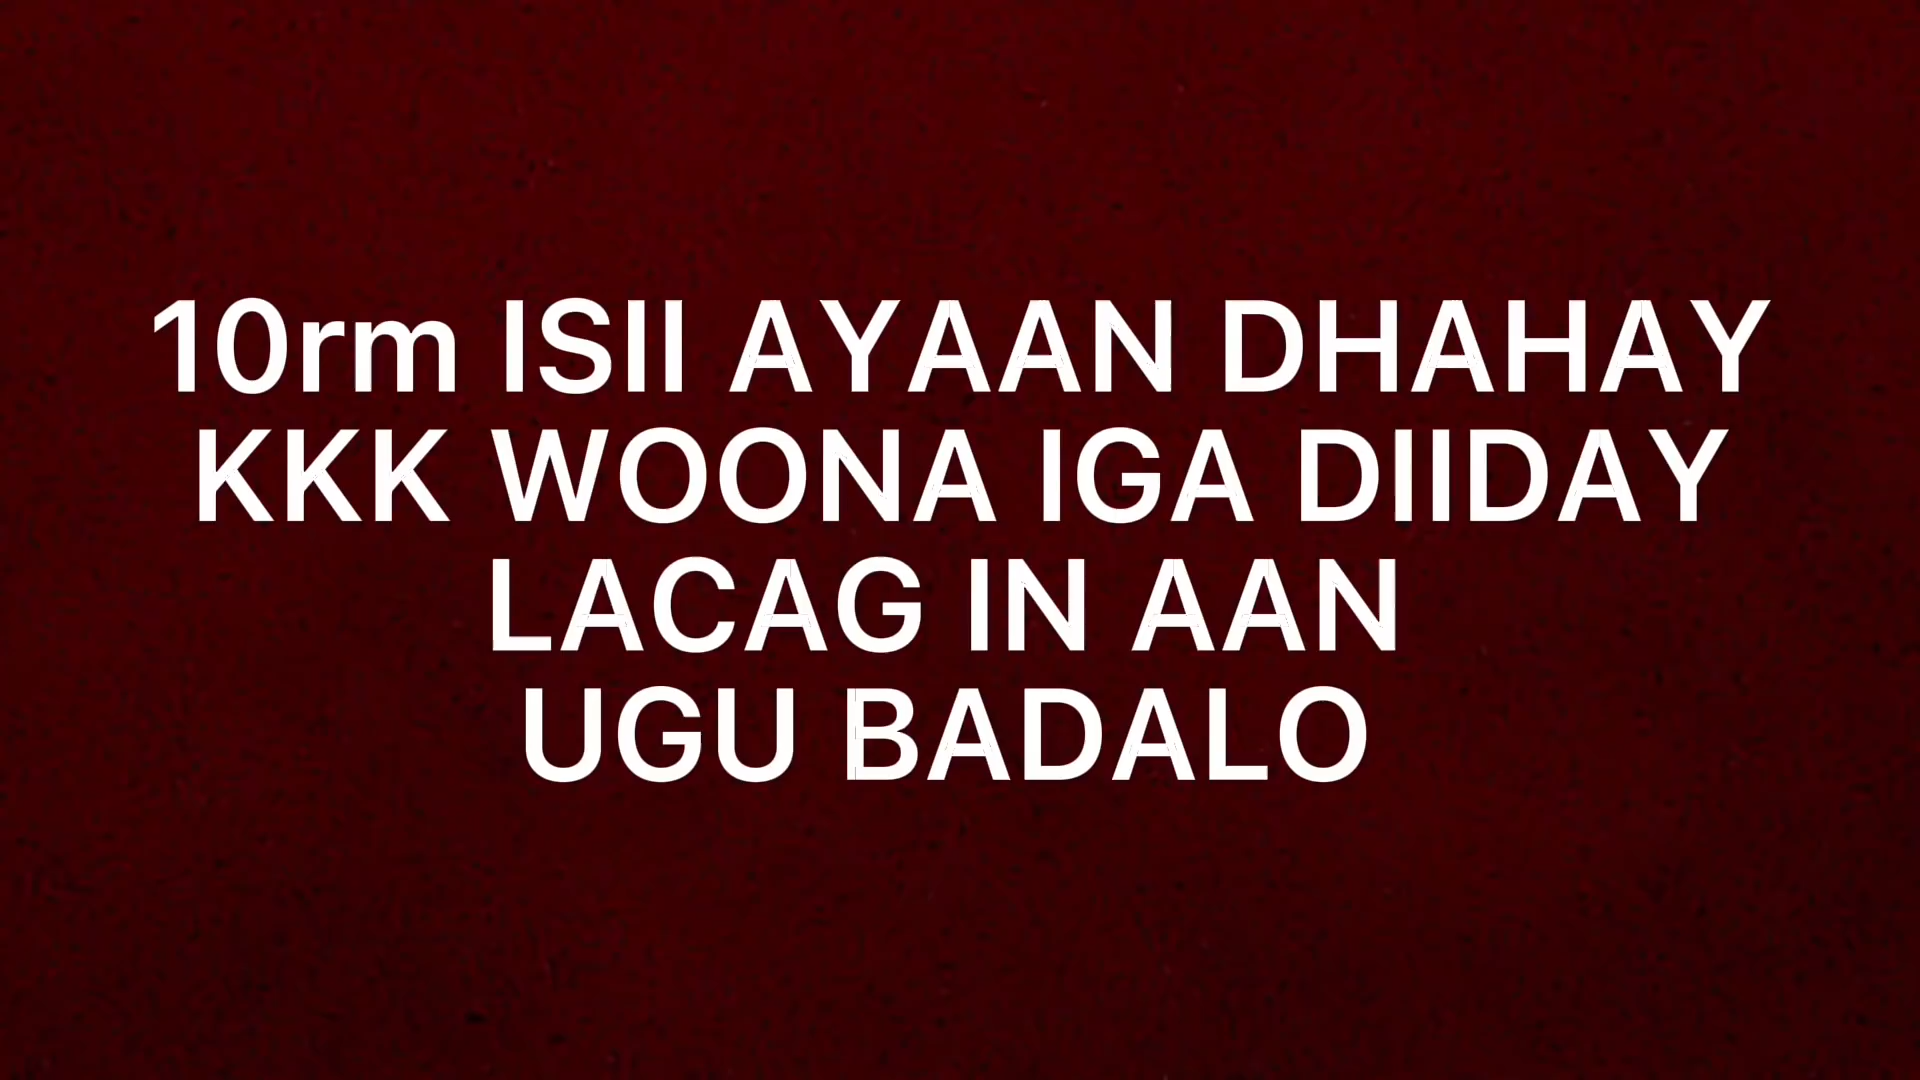 10rm ISII AYAAN DHAHAY
KKK WOONA IGA DIIDAY
LACAG IN AAN
UGU BADALO